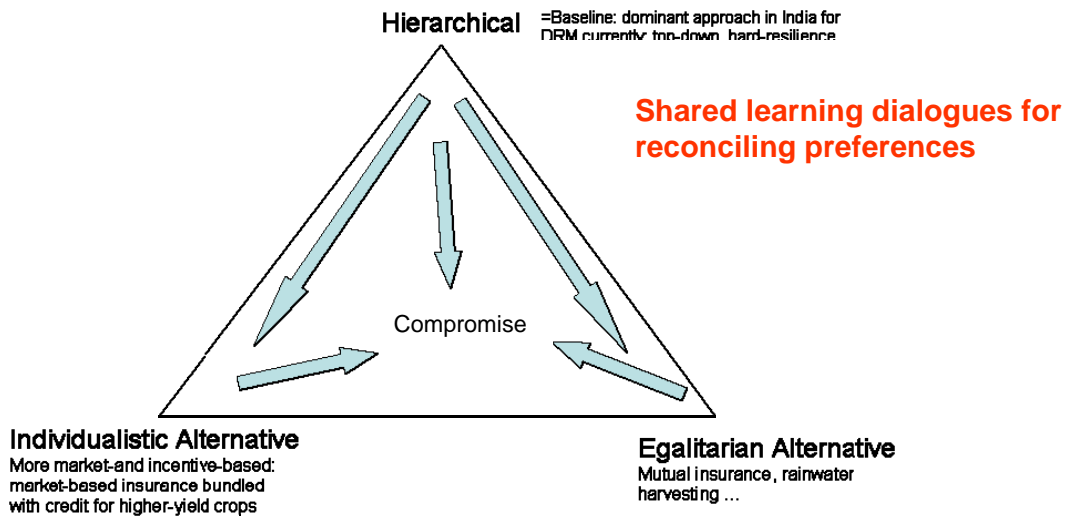 Hierarchical
=Baseline: dominant approach in India for
DRM currently: top-down, hard-resilience
Shared learning dialogues for
reconciling preferences
Compromise
Individualistic Alternative
More market-and incentive-based:
market-based insurance bundled
with credit for higher-yield crops
Egalitarian Alternative
Mutual insurance, rainwater
harvesting ...